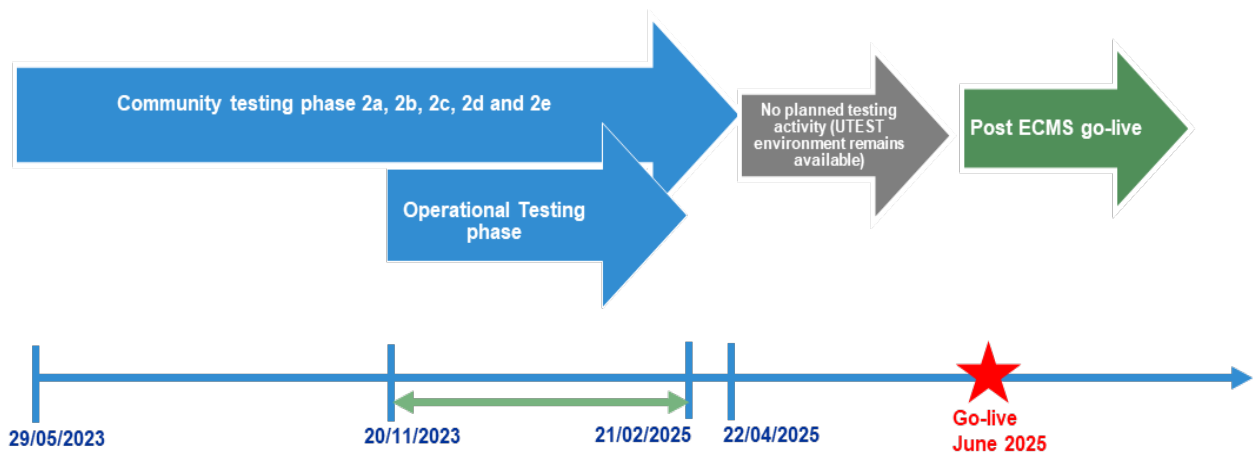 Community testing phase 2a, 2b, 2c, 2d and 2e
No planned testing
activity (UTEST
environment remains
available)
Post ECMS go-live
Operational Testing
phase
29/05/2023
20/11/2023
21/02/2025
22/04/2025
Go-live
June 2025